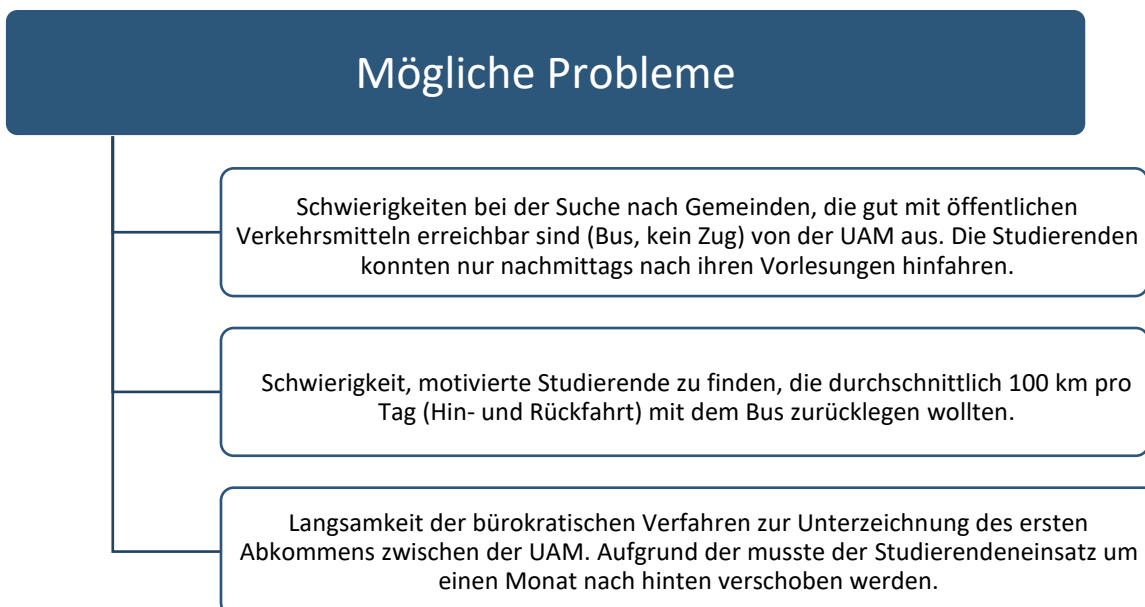 Mögliche Probleme
Schwierigkeiten bei der Suche nach Gemeinden, die gut mit öffentlichen
Verkehrsmitteln erreichbar sind (Bus, kein Zug) von der UAM aus. Die Studierenden
konnten nur nachmittags nach ihren Vorlesungen hinfahren.
Schwierigkeit, motivierte Studierende zu finden, die durchschnittlich 100 km pro
Tag (Hin- und Rückfahrt) mit dem Bus zurücklegen wollten.
Langsamkeit der bürokratischen Verfahren zur Unterzeichnung des ersten
Abkommens zwischen der UAM. Aufgrund der musste der Studierendeneinsatz um
einen Monat nach hinten verschoben werden.